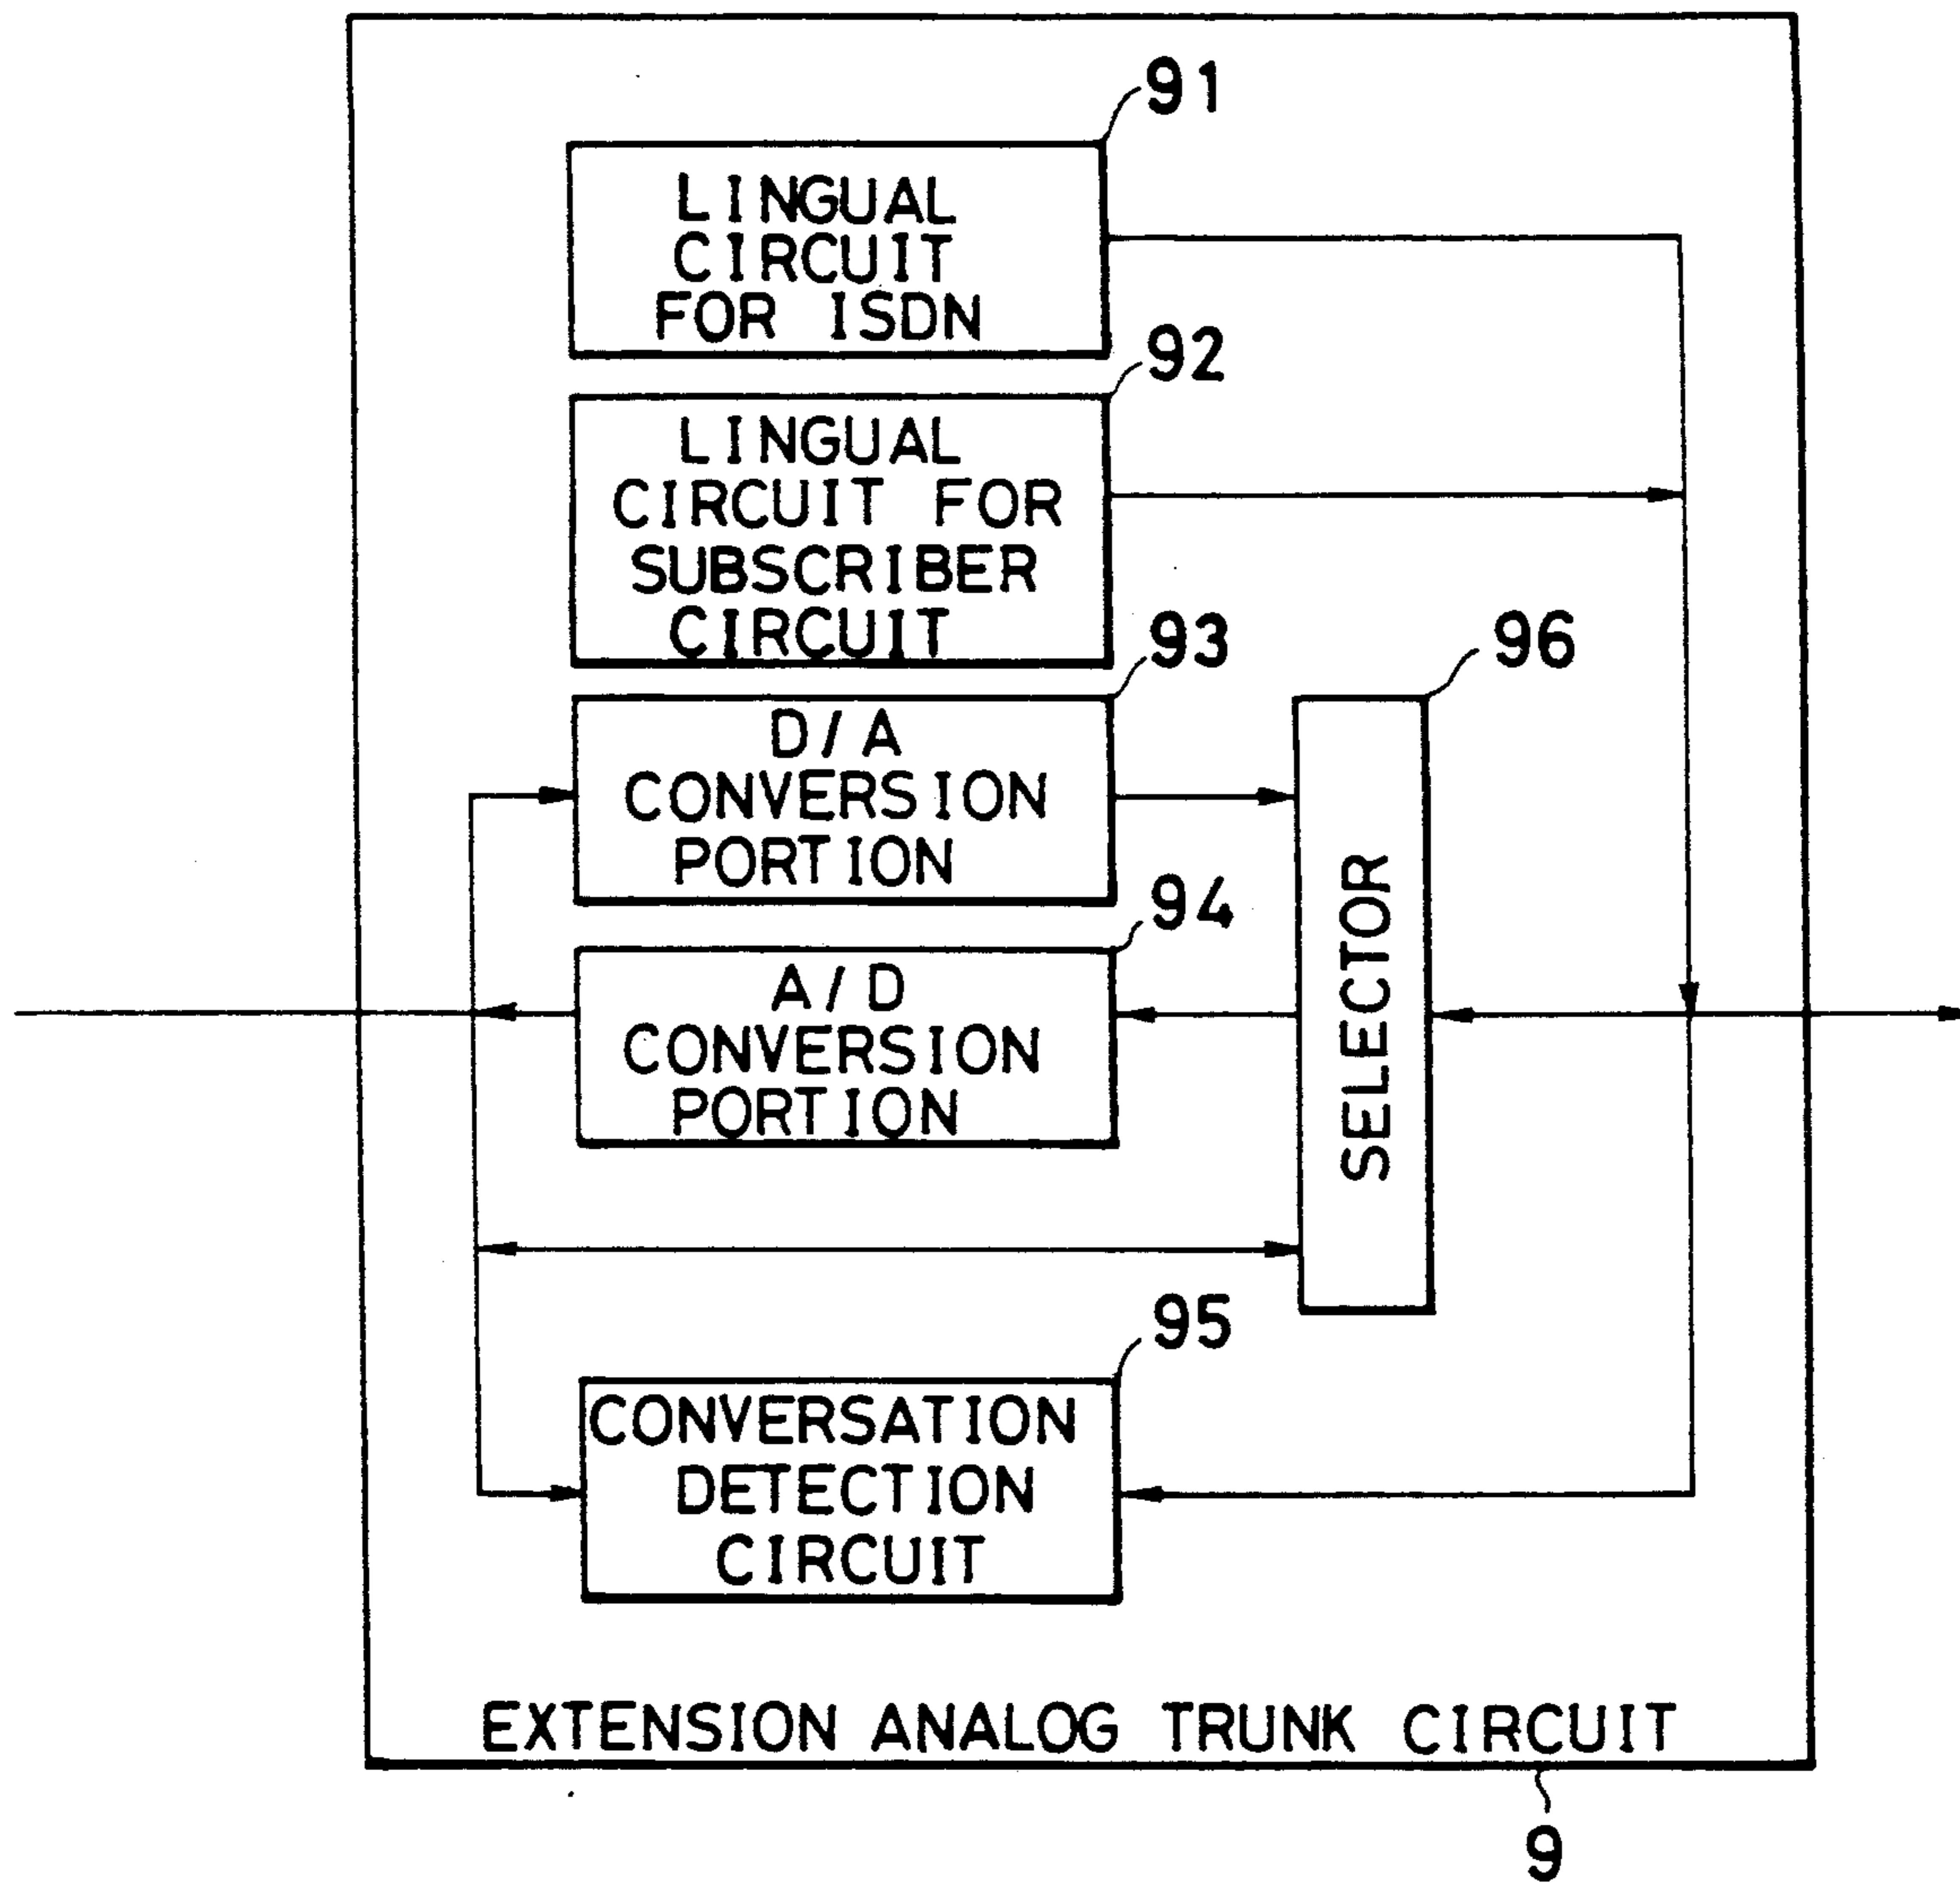 91
LINGUAL
CIRCUIT
FOR ISDN
92
LINGUAL
CIRCUIT FOR
SUBSCRIBER
CIRCUIT
93
D/A
CONVERSION
PORTION
96
SELECTOR
94
A/D
CONVERSION
PORTION
95
CONVERSATION
DETECTION
CIRCUIT
EXTENSION ANALOG TRUNK CIRCUIT
9